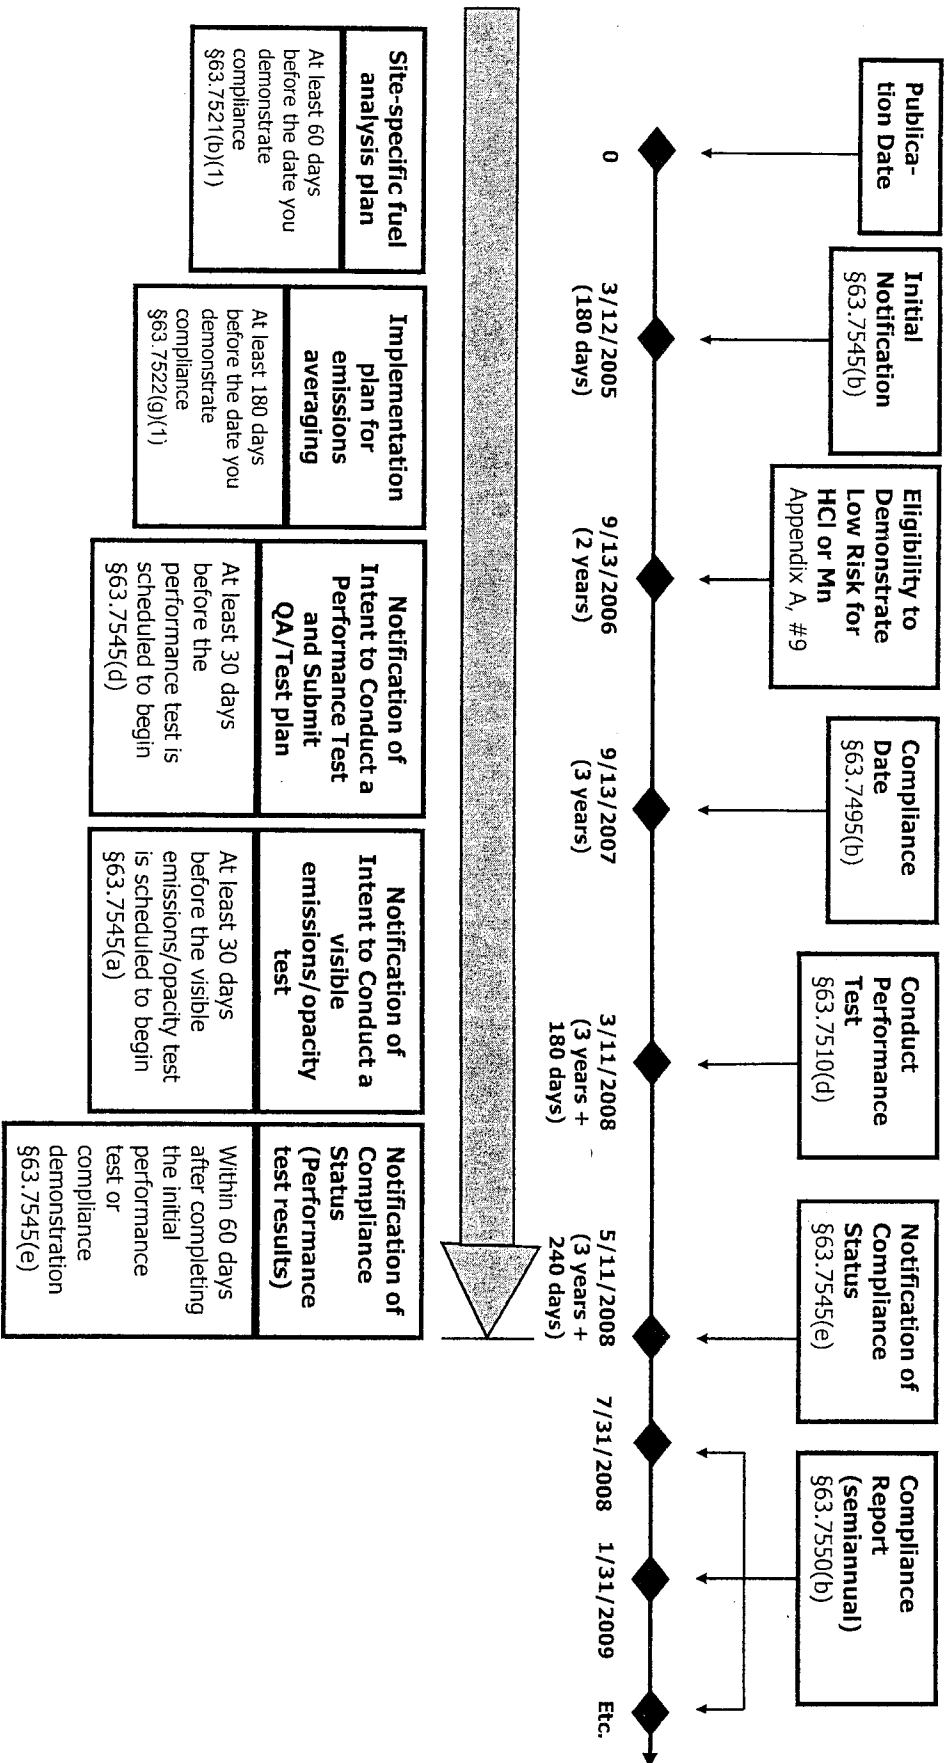 Publica-
tion Date
Initial
Notification
§63.7545(b)
Eligibility to
Demonstrate
Low Risk for
HCl or Mn
Appendix A, #9
Compliance
Date
§63.7495(b)
Conduct
Performance
Test
§63.7510(d)
Notification of
Compliance
Status
§63.7545(e)
Compliance
Report
(semiannual)
§63.7550(b)
0
3/12/2005
(180 days)
9/13/2006
(2 years)
9/13/2007
(3 years)
3/11/2008
(3 years +
180 days)
5/11/2008
(3 years +
240 days)
7/31/2008
1/31/2009
Etc.
Site-specific fuel
analysis plan
At least 60 days
before the date you
demonstrate
compliance
§63.7521(b)(1)
Implementation
plan for
emissions
averaging
At least 180 days
before the date you
demonstrate
compliance
§63.7522(g)(1)
Notification of
Intent to Conduct a
Performance Test
and Submit
QA/Test plan
At least 30 days
before the
performance test is
scheduled to begin
§63.7545(d)
Notification of
Intent to Conduct a
visible
emissions/opacity
test
At least 30 days
before the visible
emissions/opacity test
is scheduled to begin
§63.7545(a)
Notification of
Compliance
Status
(Performance
test results)
Within 60 days
after completing
the initial
performance
test or
compliance
demonstration
§63.7545(e)